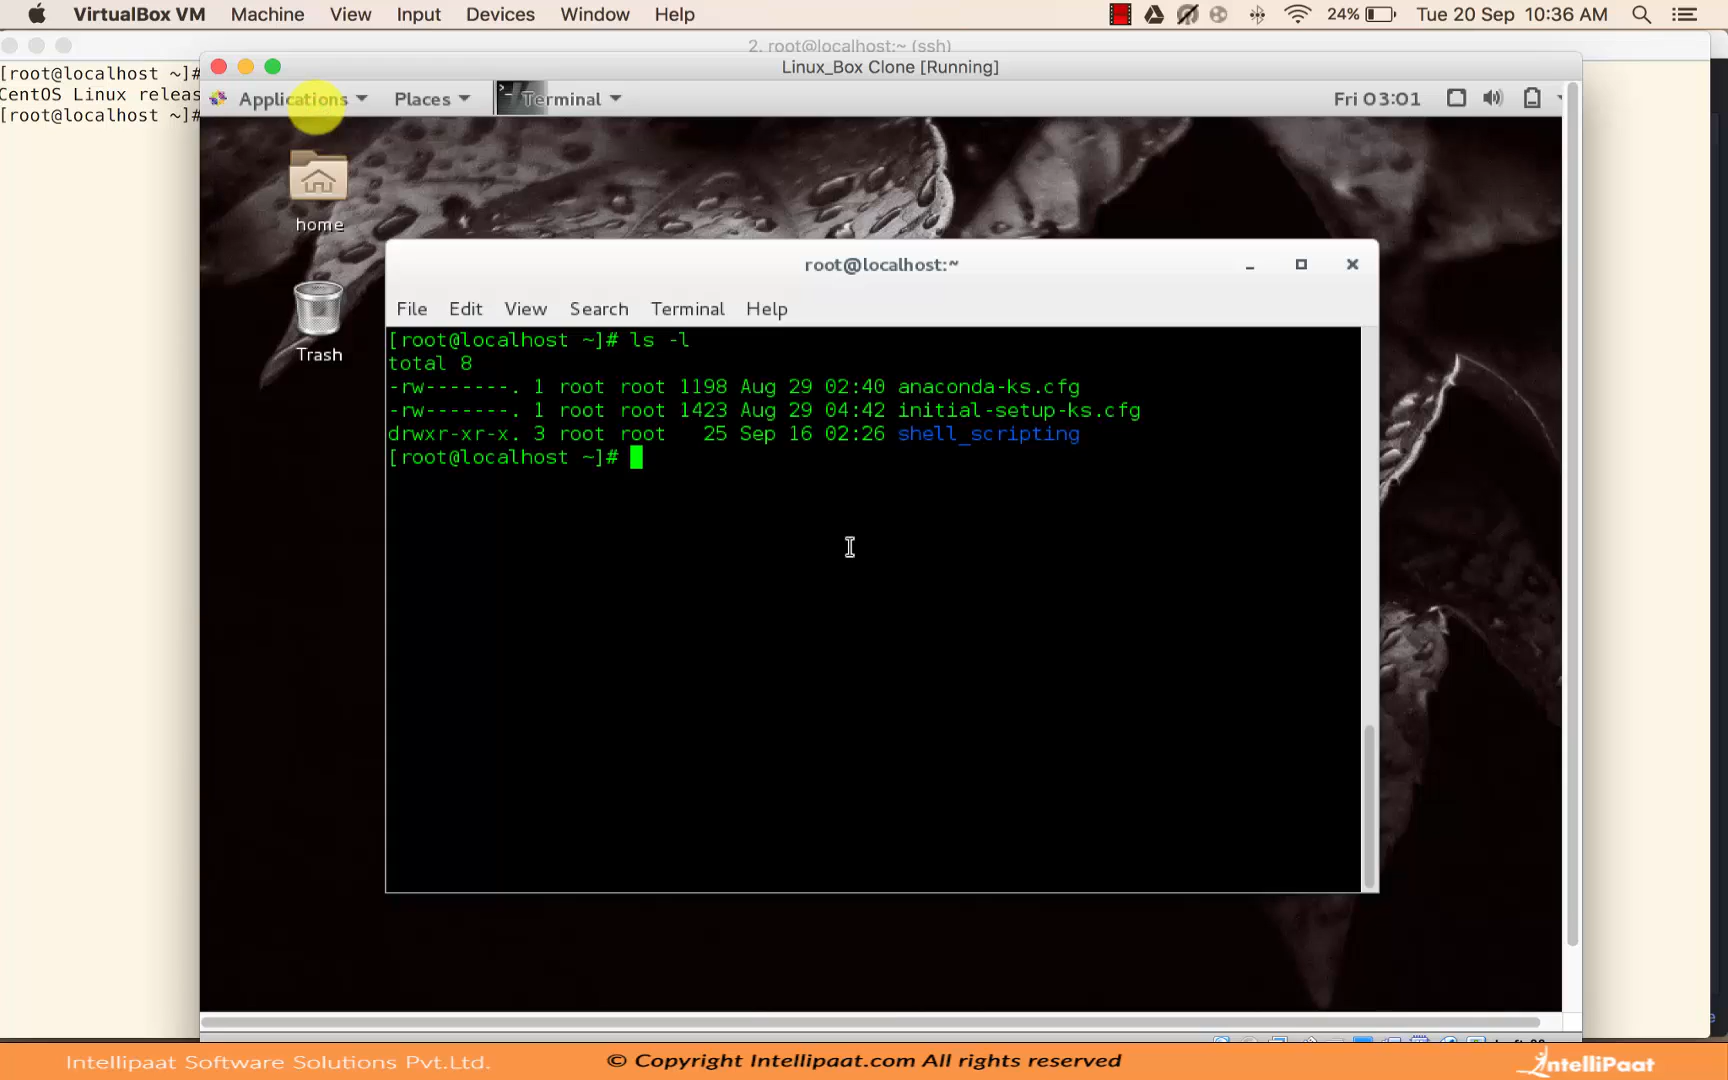 VirtualBox VM Machine View Input Devices Window Help 24% Tue 20 Sep 10:36 AM
2. root@localhost:~ (ssh)
Linux_Box Clone [Running]
[root@localhost ~]#
CentOS Linux releas
[root@localhost ~]#
Applications Places Terminal Fri 03:01
home
Trash
root@localhost:~
File Edit View Search Terminal Help
[root@localhost ~]# ls -l
total 8
-rw-------. 1 root root 1198 Aug 29 02:40 anaconda-ks.cfg
-rw-------. 1 root root 1423 Aug 29 04:42 initial-setup-ks.cfg
drwxr-xr-x. 3 root root 25 Sep 16 02:26 shell_scripting
[root@localhost ~]#
Intellipaat Software Solutions Pvt.Ltd. © Copyright Intellipaat.com All rights reserved IntelliPaat